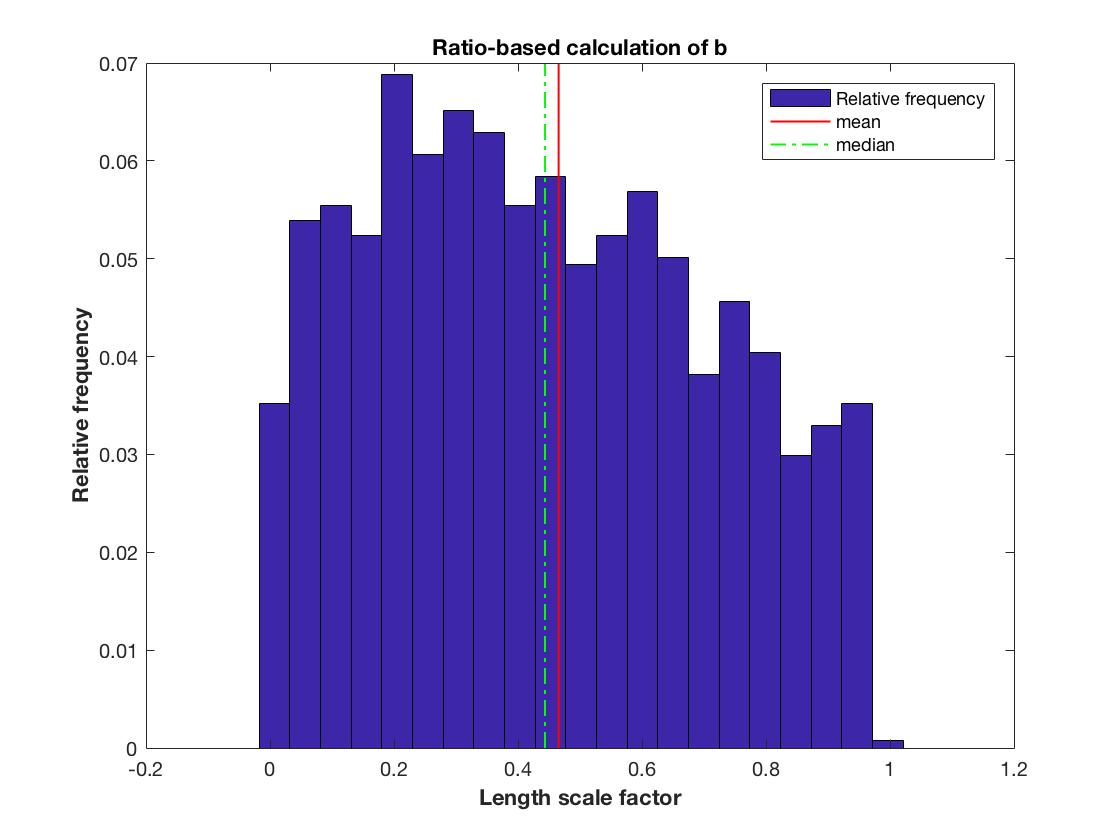 Ratio-based calculation of b
0.07
0.06
0.05
0.04
0.03
0.02
0.01
0
Relative frequency
Relative frequency
mean
median
-0.2 0 0.2 0.4 0.6 0.8 1 1.2
Length scale factor